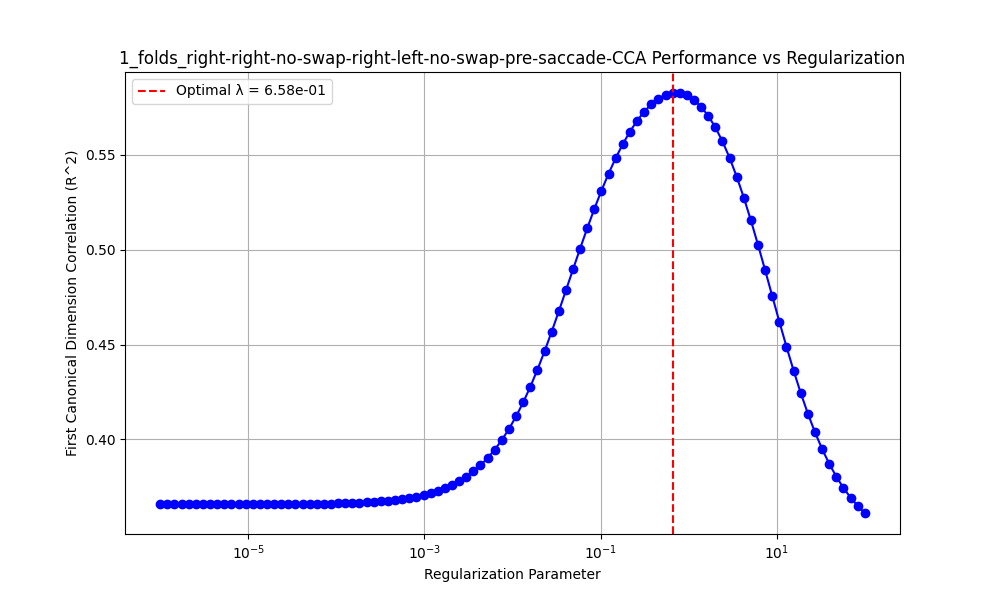 1_folds_right-right-no-swap-right-left-no-swap-pre-saccade-CCA Performance vs Regularization
Optimal λ = 6.58e-01
First Canonical Dimension Correlation (R^2)
0.55
0.50
0.45
0.40
10⁻⁵
10⁻³
10⁻¹
10¹
Regularization Parameter